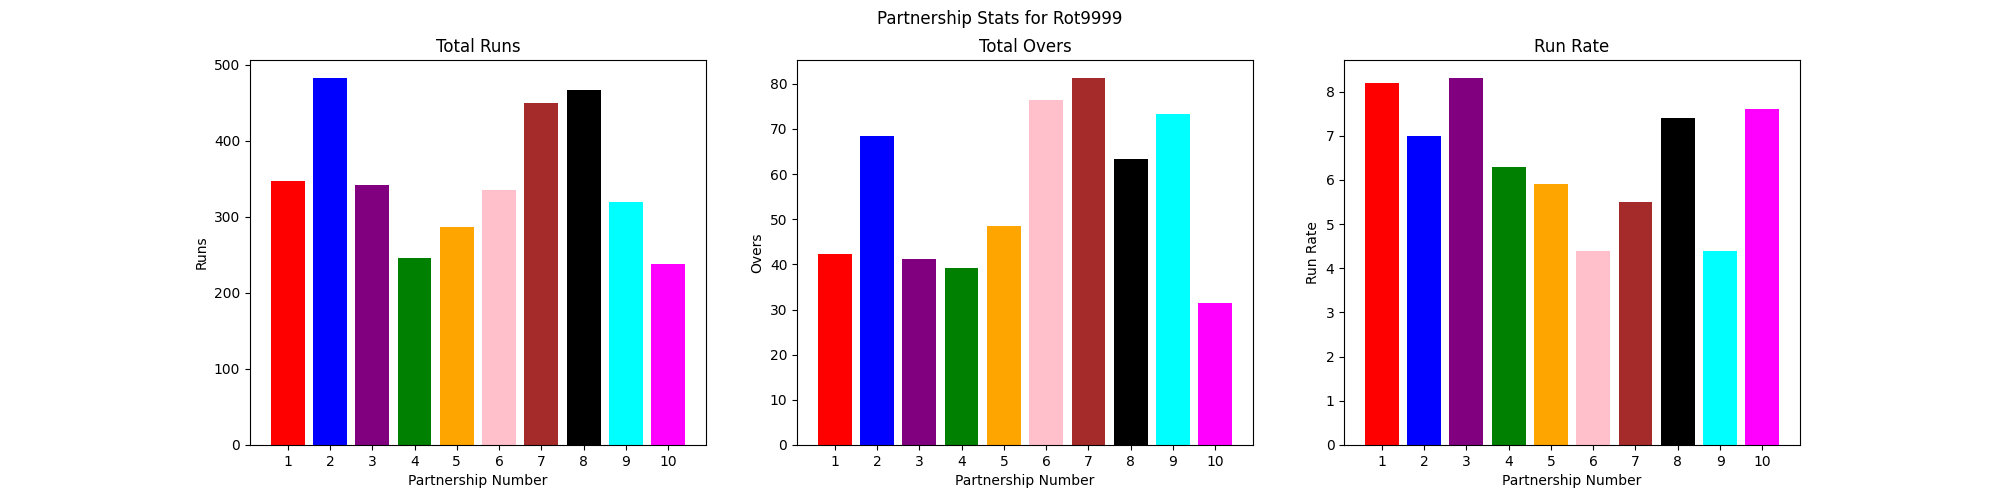 Partnership Stats for Rot9999
Total Runs
Runs
500
400
300
200
100
0
1 2 3 4 5 6 7 8 9 10
Partnership Number
Total Overs
Overs
80
70
60
50
40
30
20
10
0
1 2 3 4 5 6 7 8 9 10
Partnership Number
Run Rate
Run Rate
8
7
6
5
4
3
2
1
0
1 2 3 4 5 6 7 8 9 10
Partnership Number